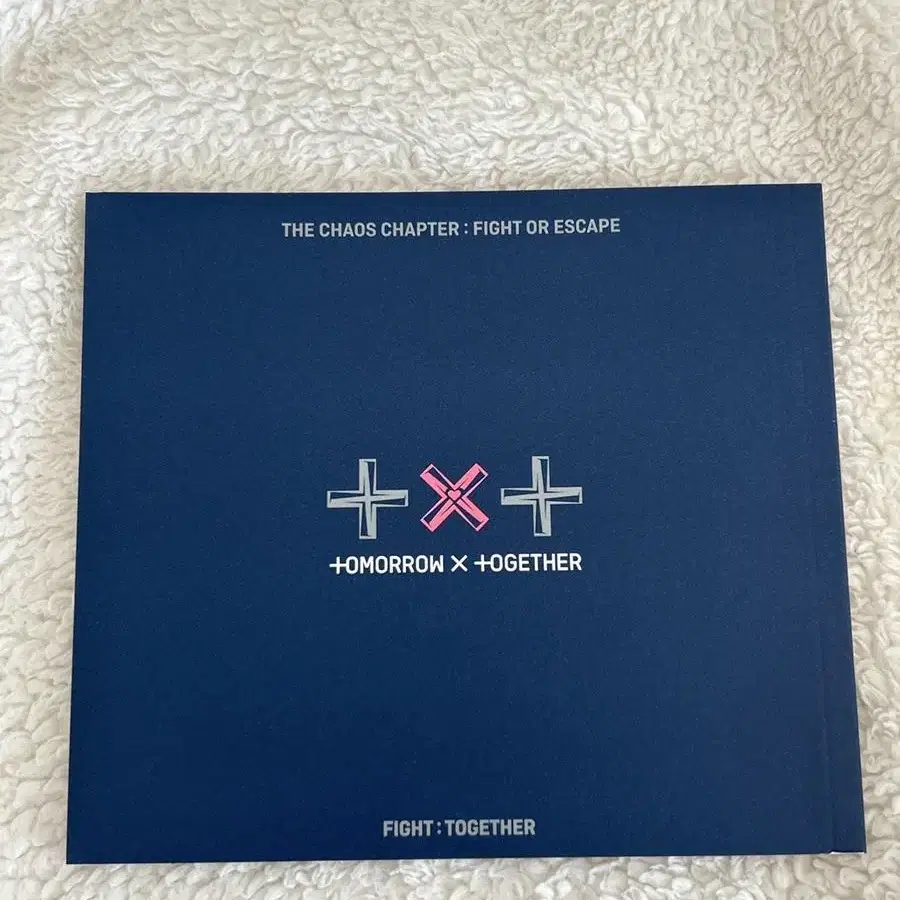 THE CHAOS CHAPTER : FIGHT OR ESCAPE
+X+
+OMORROW X +OGETHER
FIGHT : TOGETHER